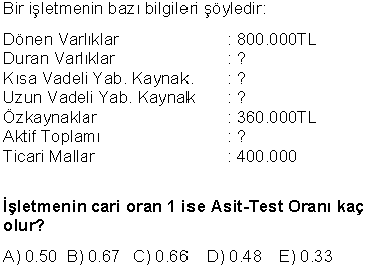 Bir işletmenin bazı bilgileri şöyledir:
Dönen Varlıklar : 800.000TL
Duran Varlıklar : ?
Kısa Vadeli Yab. Kaynak. : ?
Uzun Vadeli Yab. Kaynak : ?
Özkaynaklar : 360.000TL
Aktif Toplamı : ?
Ticari Mallar : 400.000
İşletmenin cari oran 1 ise Asit-Test Oranı kaç
olur?
A) 0.50 B) 0.67 C) 0.66 D) 0.48 E) 0.33